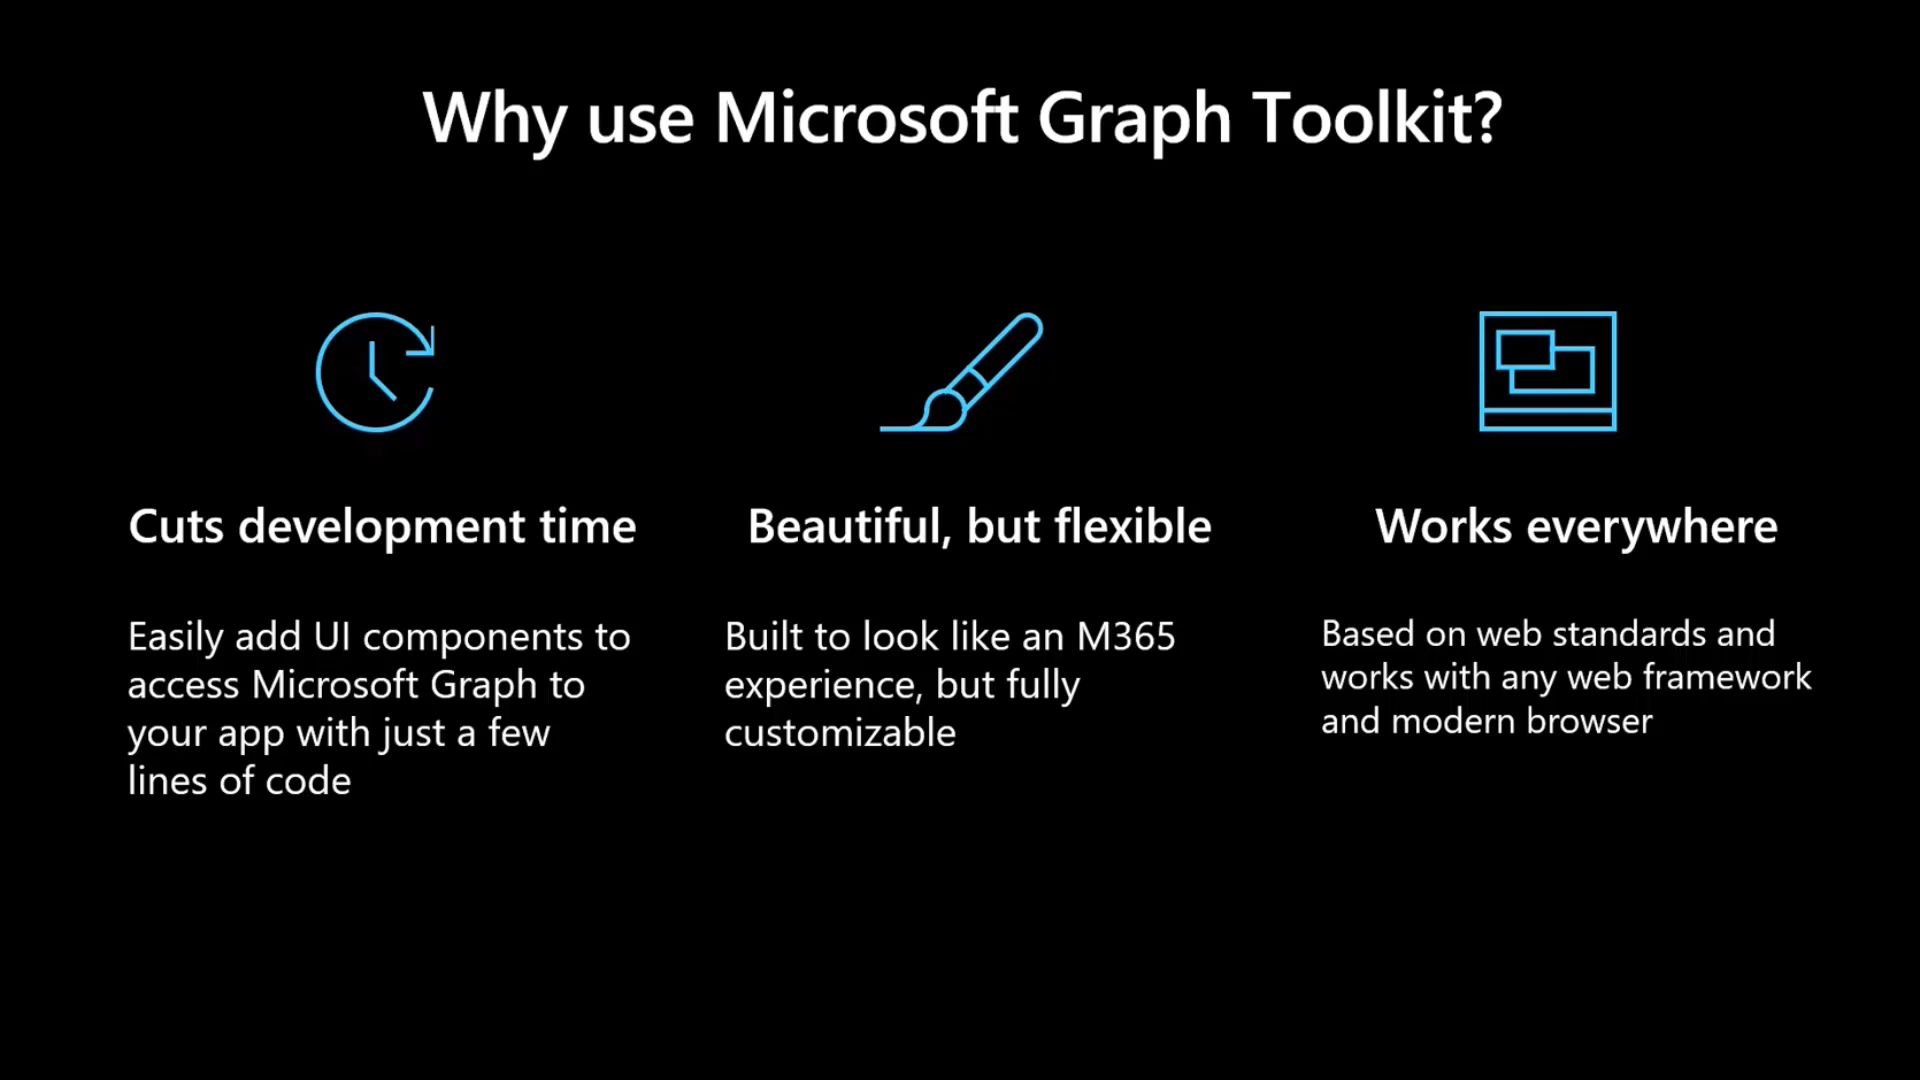 Why use Microsoft Graph Toolkit?
Cuts development time
Easily add UI components to
access Microsoft Graph to
your app with just a few
lines of code
Beautiful, but flexible
Built to look like an M365
experience, but fully
customizable
Works everywhere
Based on web standards and
works with any web framework
and modern browser